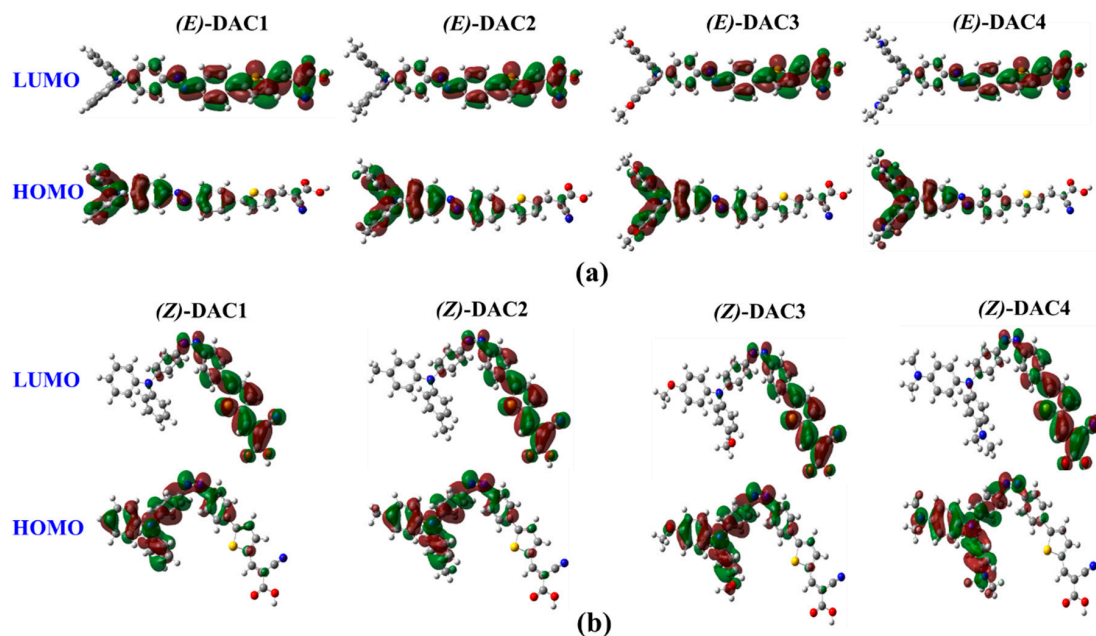 (a)
(E)-DAC1 (E)-DAC2 (E)-DAC3 (E)-DAC4
LUMO
HOMO
(a)
(Z)-DAC1 (Z)-DAC2 (Z)-DAC3 (Z)-DAC4
LUMO
HOMO
(b)